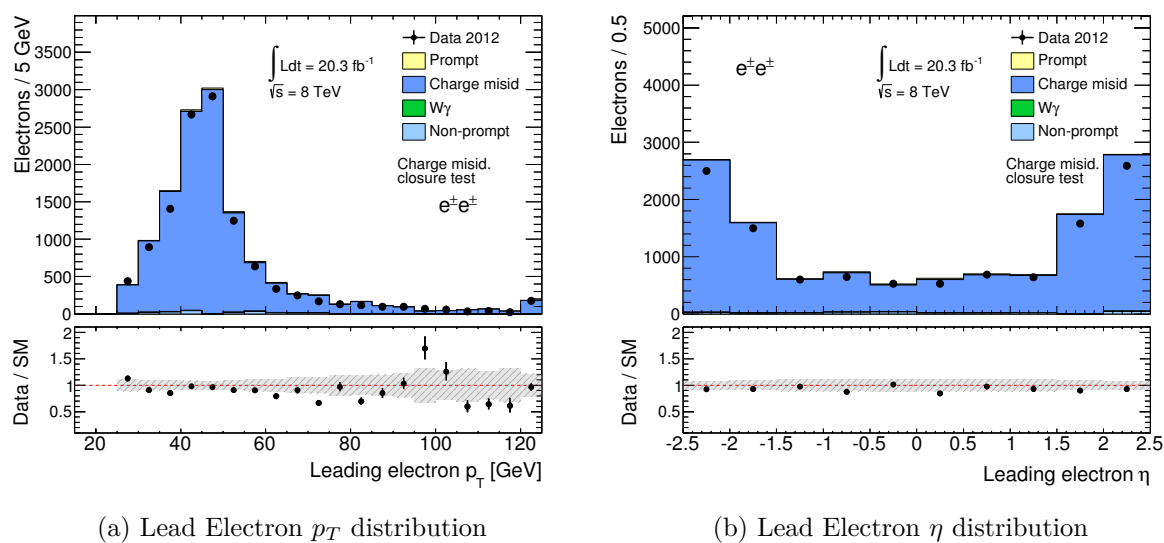 Electrons / 5 GeV
3500
3000
2500
2000
1500
1000
500
0
∫ Ldt = 20.3 fb⁻¹
√s = 8 TeV
Data 2012
Prompt
Charge misid
Wγ
Non-prompt
Charge misid.
closure test
e±e±
Data / SM
2
1.5
1
0.5
20 40 60 80 100 120
Leading electron p_T [GeV]
(a) Lead Electron p_T distribution
Electrons / 0.5
5000
4000
3000
2000
1000
0
e±e±
∫ Ldt = 20.3 fb⁻¹
√s = 8 TeV
Data 2012
Prompt
Charge misid
Wγ
Non-prompt
Charge misid.
closure test
Data / SM
2
1.5
1
0.5
-2.5 -2 -1.5 -1 -0.5 0 0.5 1 1.5 2 2.5
Leading electron η
(b) Lead Electron η distribution